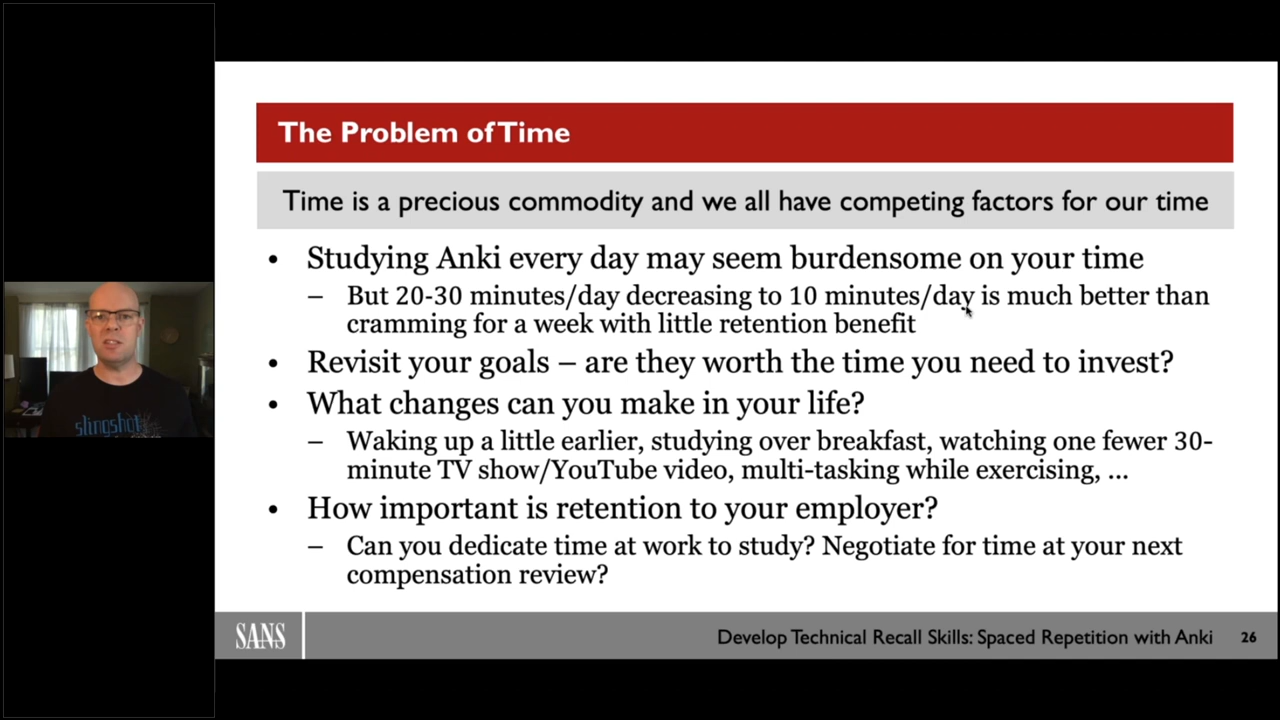 The Problem of Time
Time is a precious commodity and we all have competing factors for our time
• Studying Anki every day may seem burdensome on your time
– But 20-30 minutes/day decreasing to 10 minutes/day is much better than
cramming for a week with little retention benefit
• Revisit your goals – are they worth the time you need to invest?
• What changes can you make in your life?
– Waking up a little earlier, studying over breakfast, watching one fewer 30-
minute TV show/YouTube video, multi-tasking while exercising, ...
• How important is retention to your employer?
– Can you dedicate time at work to study? Negotiate for time at your next
compensation review?
slingshot
SANS
Develop Technical Recall Skills: Spaced Repetition with Anki 26